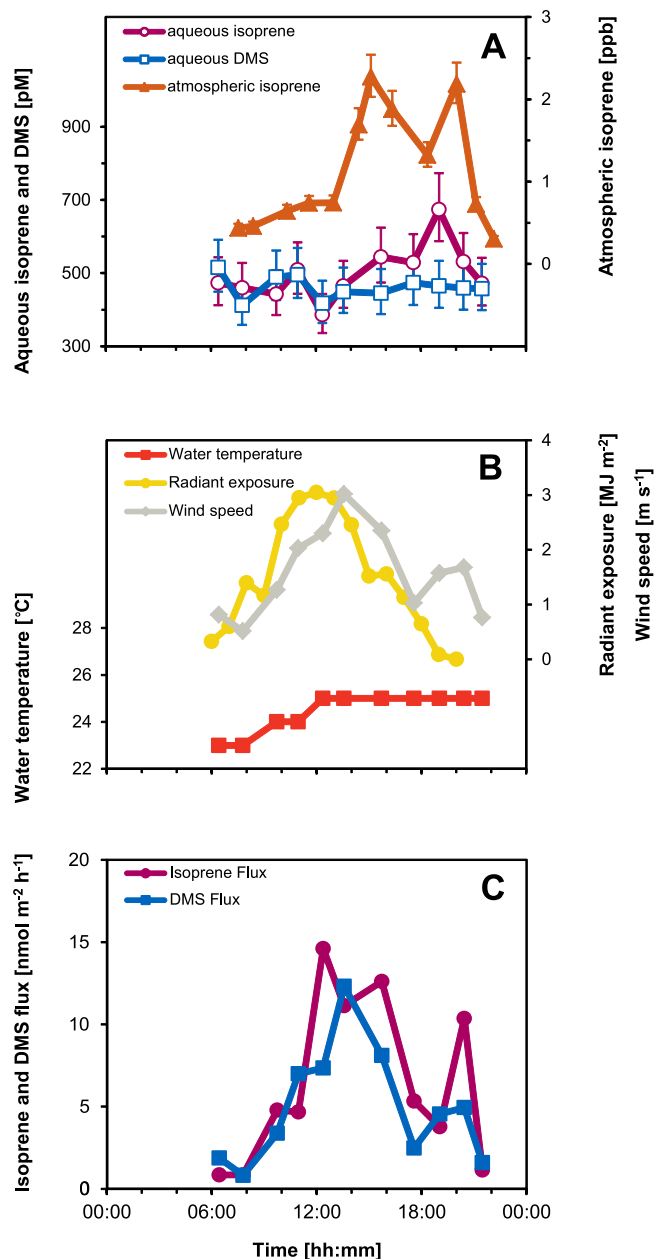 A
aqueous isoprene
aqueous DMS
atmospheric isoprene
Aqueous isoprene and DMS [pM]
900
700
500
300
3
2
1
0
Atmospheric isoprene [ppb]
B
Water temperature
Radiant exposure
Wind speed
Water temperature [°C]
28
26
24
22
4
3
2
1
0
Radiant exposure [MJ m⁻²]
Wind speed [m s⁻¹]
C
Isoprene Flux
DMS Flux
Isoprene and DMS flux [nmol m⁻² h⁻¹]
20
15
10
5
0
00:00 06:00 12:00 18:00 00:00
Time [hh:mm]